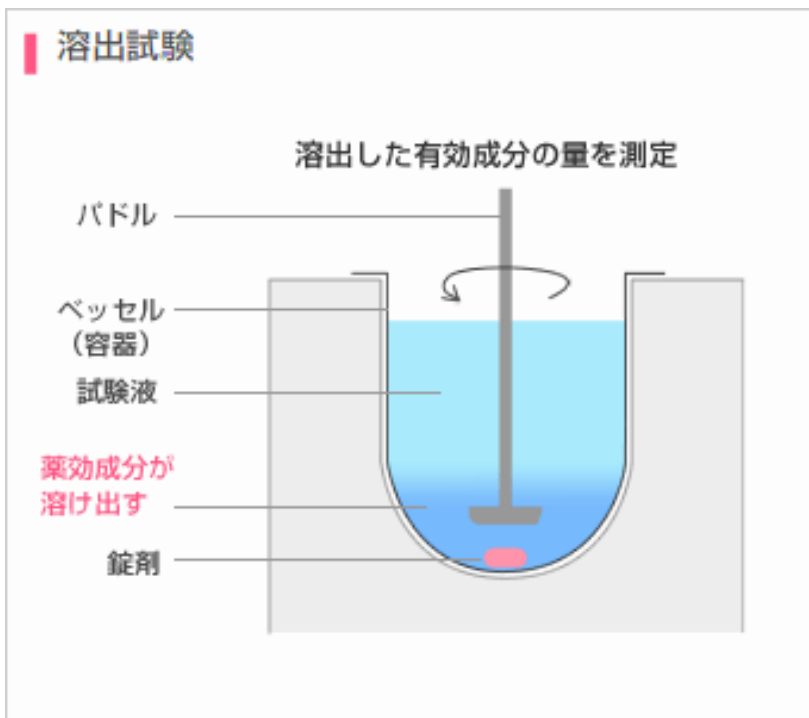 溶出試験
溶出した有効成分の量を測定
パドル
ベッセル
（容器）
試験液
薬効成分が
溶け出す
錠剤